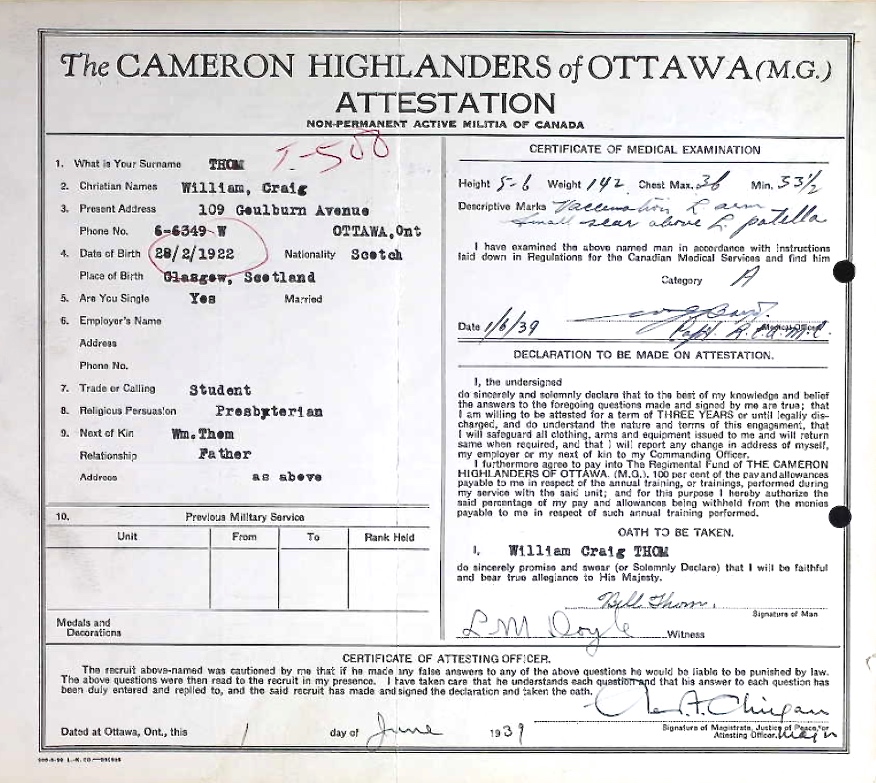 The CAMERON HIGHLANDERS of OTTAWA (M.G.)
ATTESTATION
NON-PERMANENT ACTIVE MILITIA OF CANADA
1. What is Your Surname THOM
2. Christian Names William, Craig
3. Present Address 109 Goulburn Avenue
Phone No. 6-6349-W OTTAWA,Ont
4. Date of Birth 28/2/1922 Nationality Scotch
Place of Birth Glasgow, Scotland
5. Are You Single Yes Married
6. Employer's Name
Address
Phone No.
7. Trade or Calling Student
8. Religious Persuasion Presbyterian
9. Next of Kin Wm.Thom
Relationship Father
Address as above
10. Previous Military Service
Unit From To Rank Held
Medals and
Decorations
CERTIFICATE OF MEDICAL EXAMINATION
Height 5-6 Weight 142 Chest Max. 36 Min. 33½
Descriptive Marks Vaccination L arm
Small scar above L. patella
I have examined the above named man in accordance with instructions
laid down in Regulations for the Canadian Medical Services and find him
Category A
Date 1/6/39 Capt. R.C.A.M.C.
Medical Officer
DECLARATION TO BE MADE ON ATTESTATION.
I, the undersigned
do sincerely and solemnly declare that to the best of my knowledge and belief
the answers to the foregoing questions made and signed by me are true; that
I am willing to be attested for a term of THREE YEARS or until legally dis-
charged, and do understand the nature and terms of this engagement, that
I will safeguard all clothing, arms and equipment issued to me and will return
same when required, and that I will report any change in address of myself,
my employer or my next of kin to my Commanding Officer.
I furthermore agree to pay into The Regimental Fund of THE CAMERON
HIGHLANDERS OF OTTAWA. (M.G.), 100 per cent of the pay and allowances
payable to me in respect of the annual training, or trainings, performed during
my service with the said unit; and for this purpose I hereby authorize the
said percentage of my pay and allowances being withheld from the monies
payable to me in respect of such annual training performed.
OATH TO BE TAKEN.
I, William Craig THOM
do sincerely promise and swear (or Solemnly Declare) that I will be faithful
and bear true allegiance to His Majesty.
Bill Thom.
Signature of Man
L M Doyle Witness
CERTIFICATE OF ATTESTING OFFICER.
The recruit above-named was cautioned by me that if he made any false answers to any of the above questions he would be liable to be punished by law.
The above questions were then read to the recruit in my presence. I have taken care that he understands each question and that his answer to each question has
been duly entered and replied to, and the said recruit has made and signed the declaration and taken the oath.
Dated at Ottawa, Ont., this 1 day of June 1939
Signature of Magistrate, Justice of Peace, or
Attesting Officer. Major